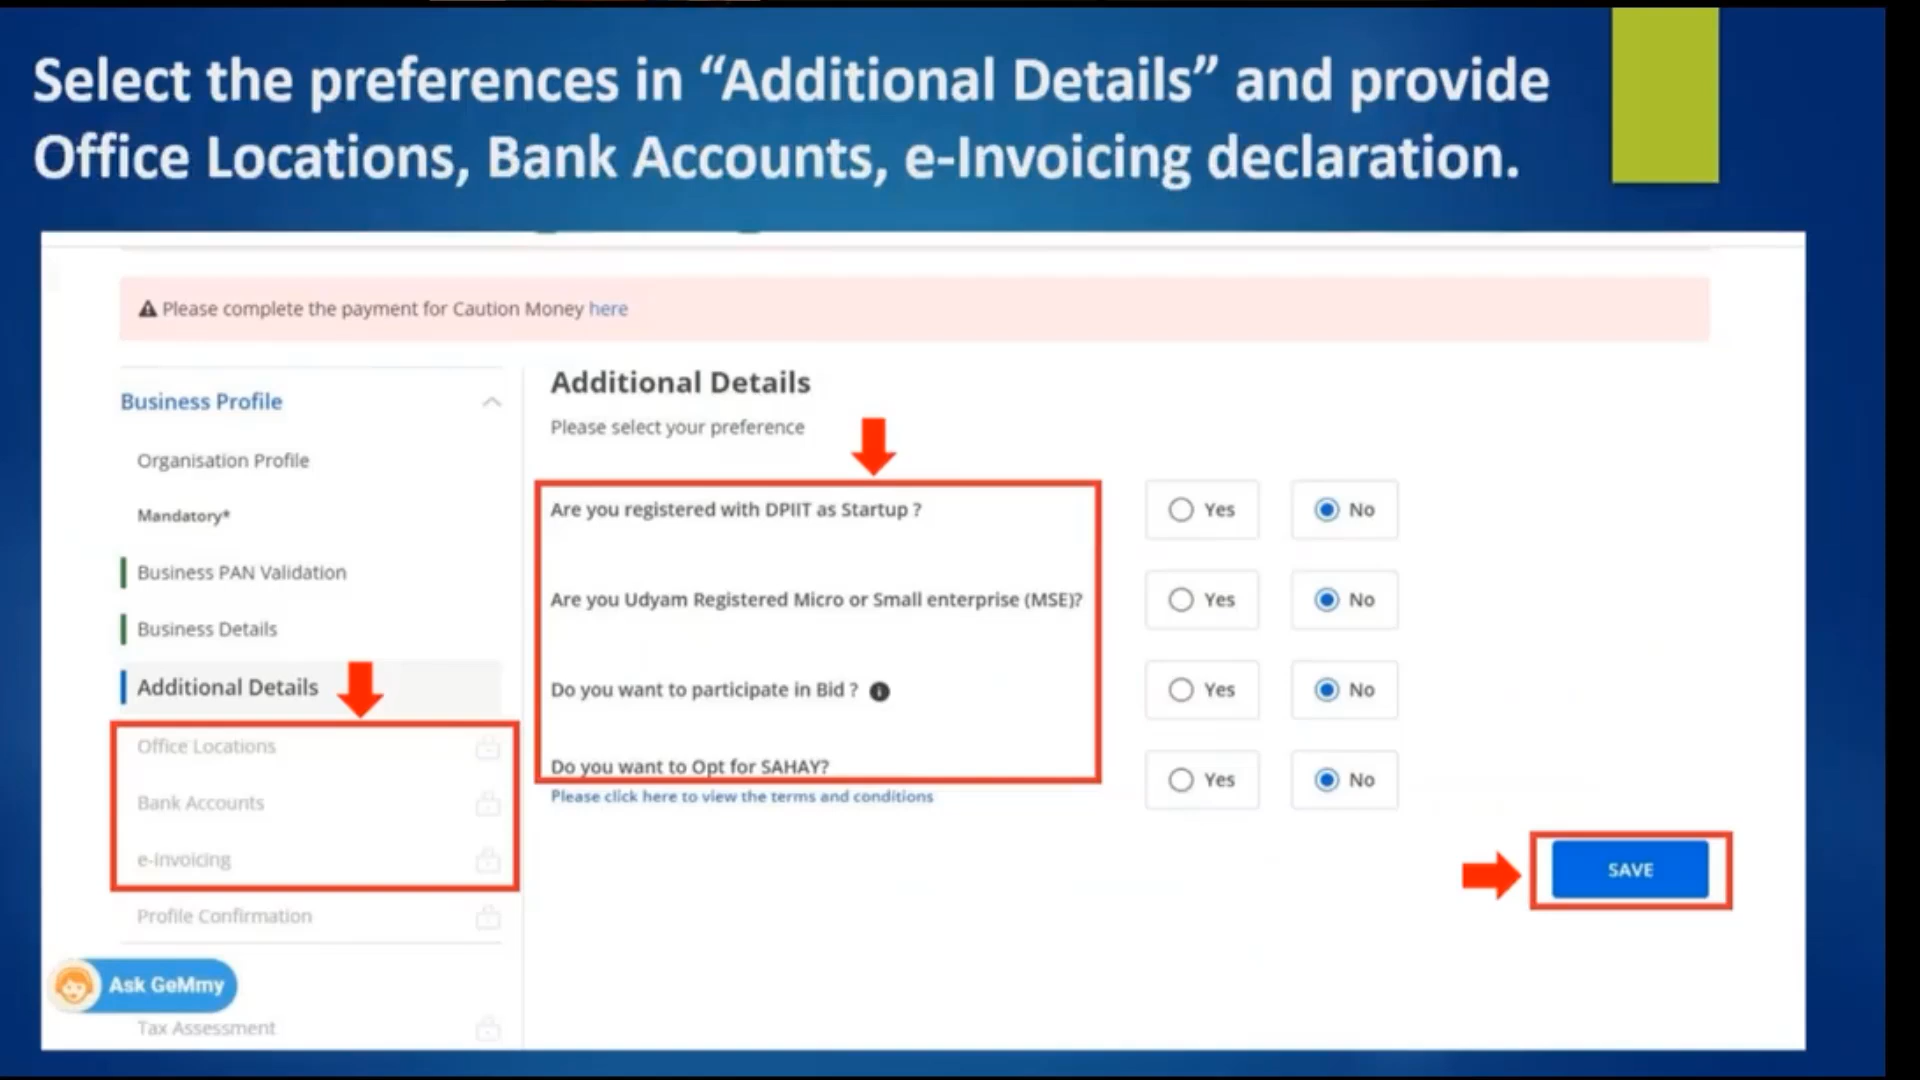 Select the preferences in “Additional Details” and provide
Office Locations, Bank Accounts, e-Invoicing declaration.
Please complete the payment for Caution Money here
Business Profile
Organisation Profile
Mandatory*
Business PAN Validation
Business Details
Additional Details
Office Locations
Bank Accounts
e-Invoicing
Profile Confirmation
Ask GeMmy
Tax Assessment
Additional Details
Please select your preference
Are you registered with DPIIT as Startup ? Yes No
Are you Udyam Registered Micro or Small enterprise (MSE)? Yes No
Do you want to participate in Bid ? Yes No
Do you want to Opt for SAHAY? Yes No
Please click here to view the terms and conditions
SAVE